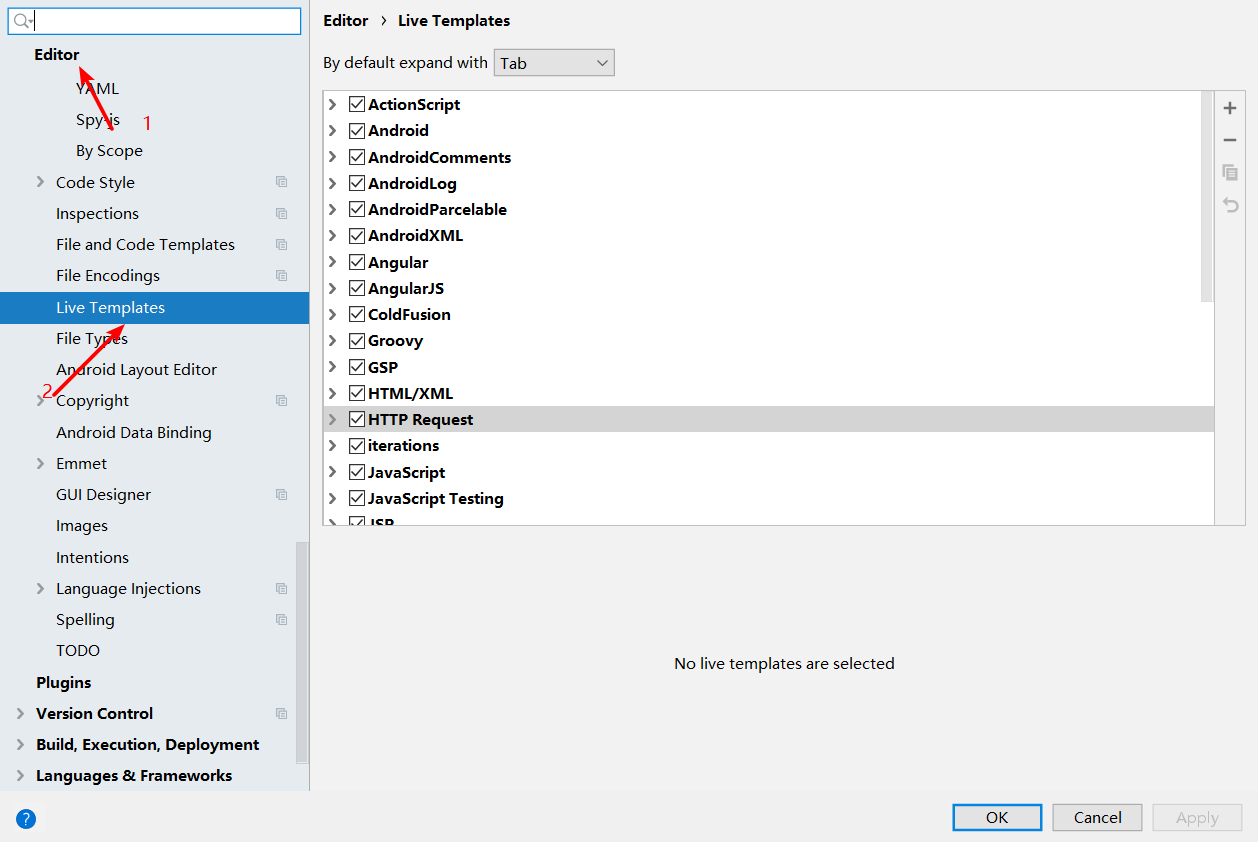 Editor
YAML
Spy-js
1
By Scope
Code Style
Inspections
File and Code Templates
File Encodings
Live Templates
File Types
Android Layout Editor
2
Copyright
Android Data Binding
Emmet
GUI Designer
Images
Intentions
Language Injections
Spelling
TODO
Plugins
Version Control
Build, Execution, Deployment
Languages & Frameworks
?
Editor › Live Templates
By default expand with Tab
ActionScript
Android
AndroidComments
AndroidLog
AndroidParcelable
AndroidXML
Angular
AngularJS
ColdFusion
Groovy
GSP
HTML/XML
HTTP Request
iterations
JavaScript
JavaScript Testing
JSP
No live templates are selected
OK
Cancel
Apply